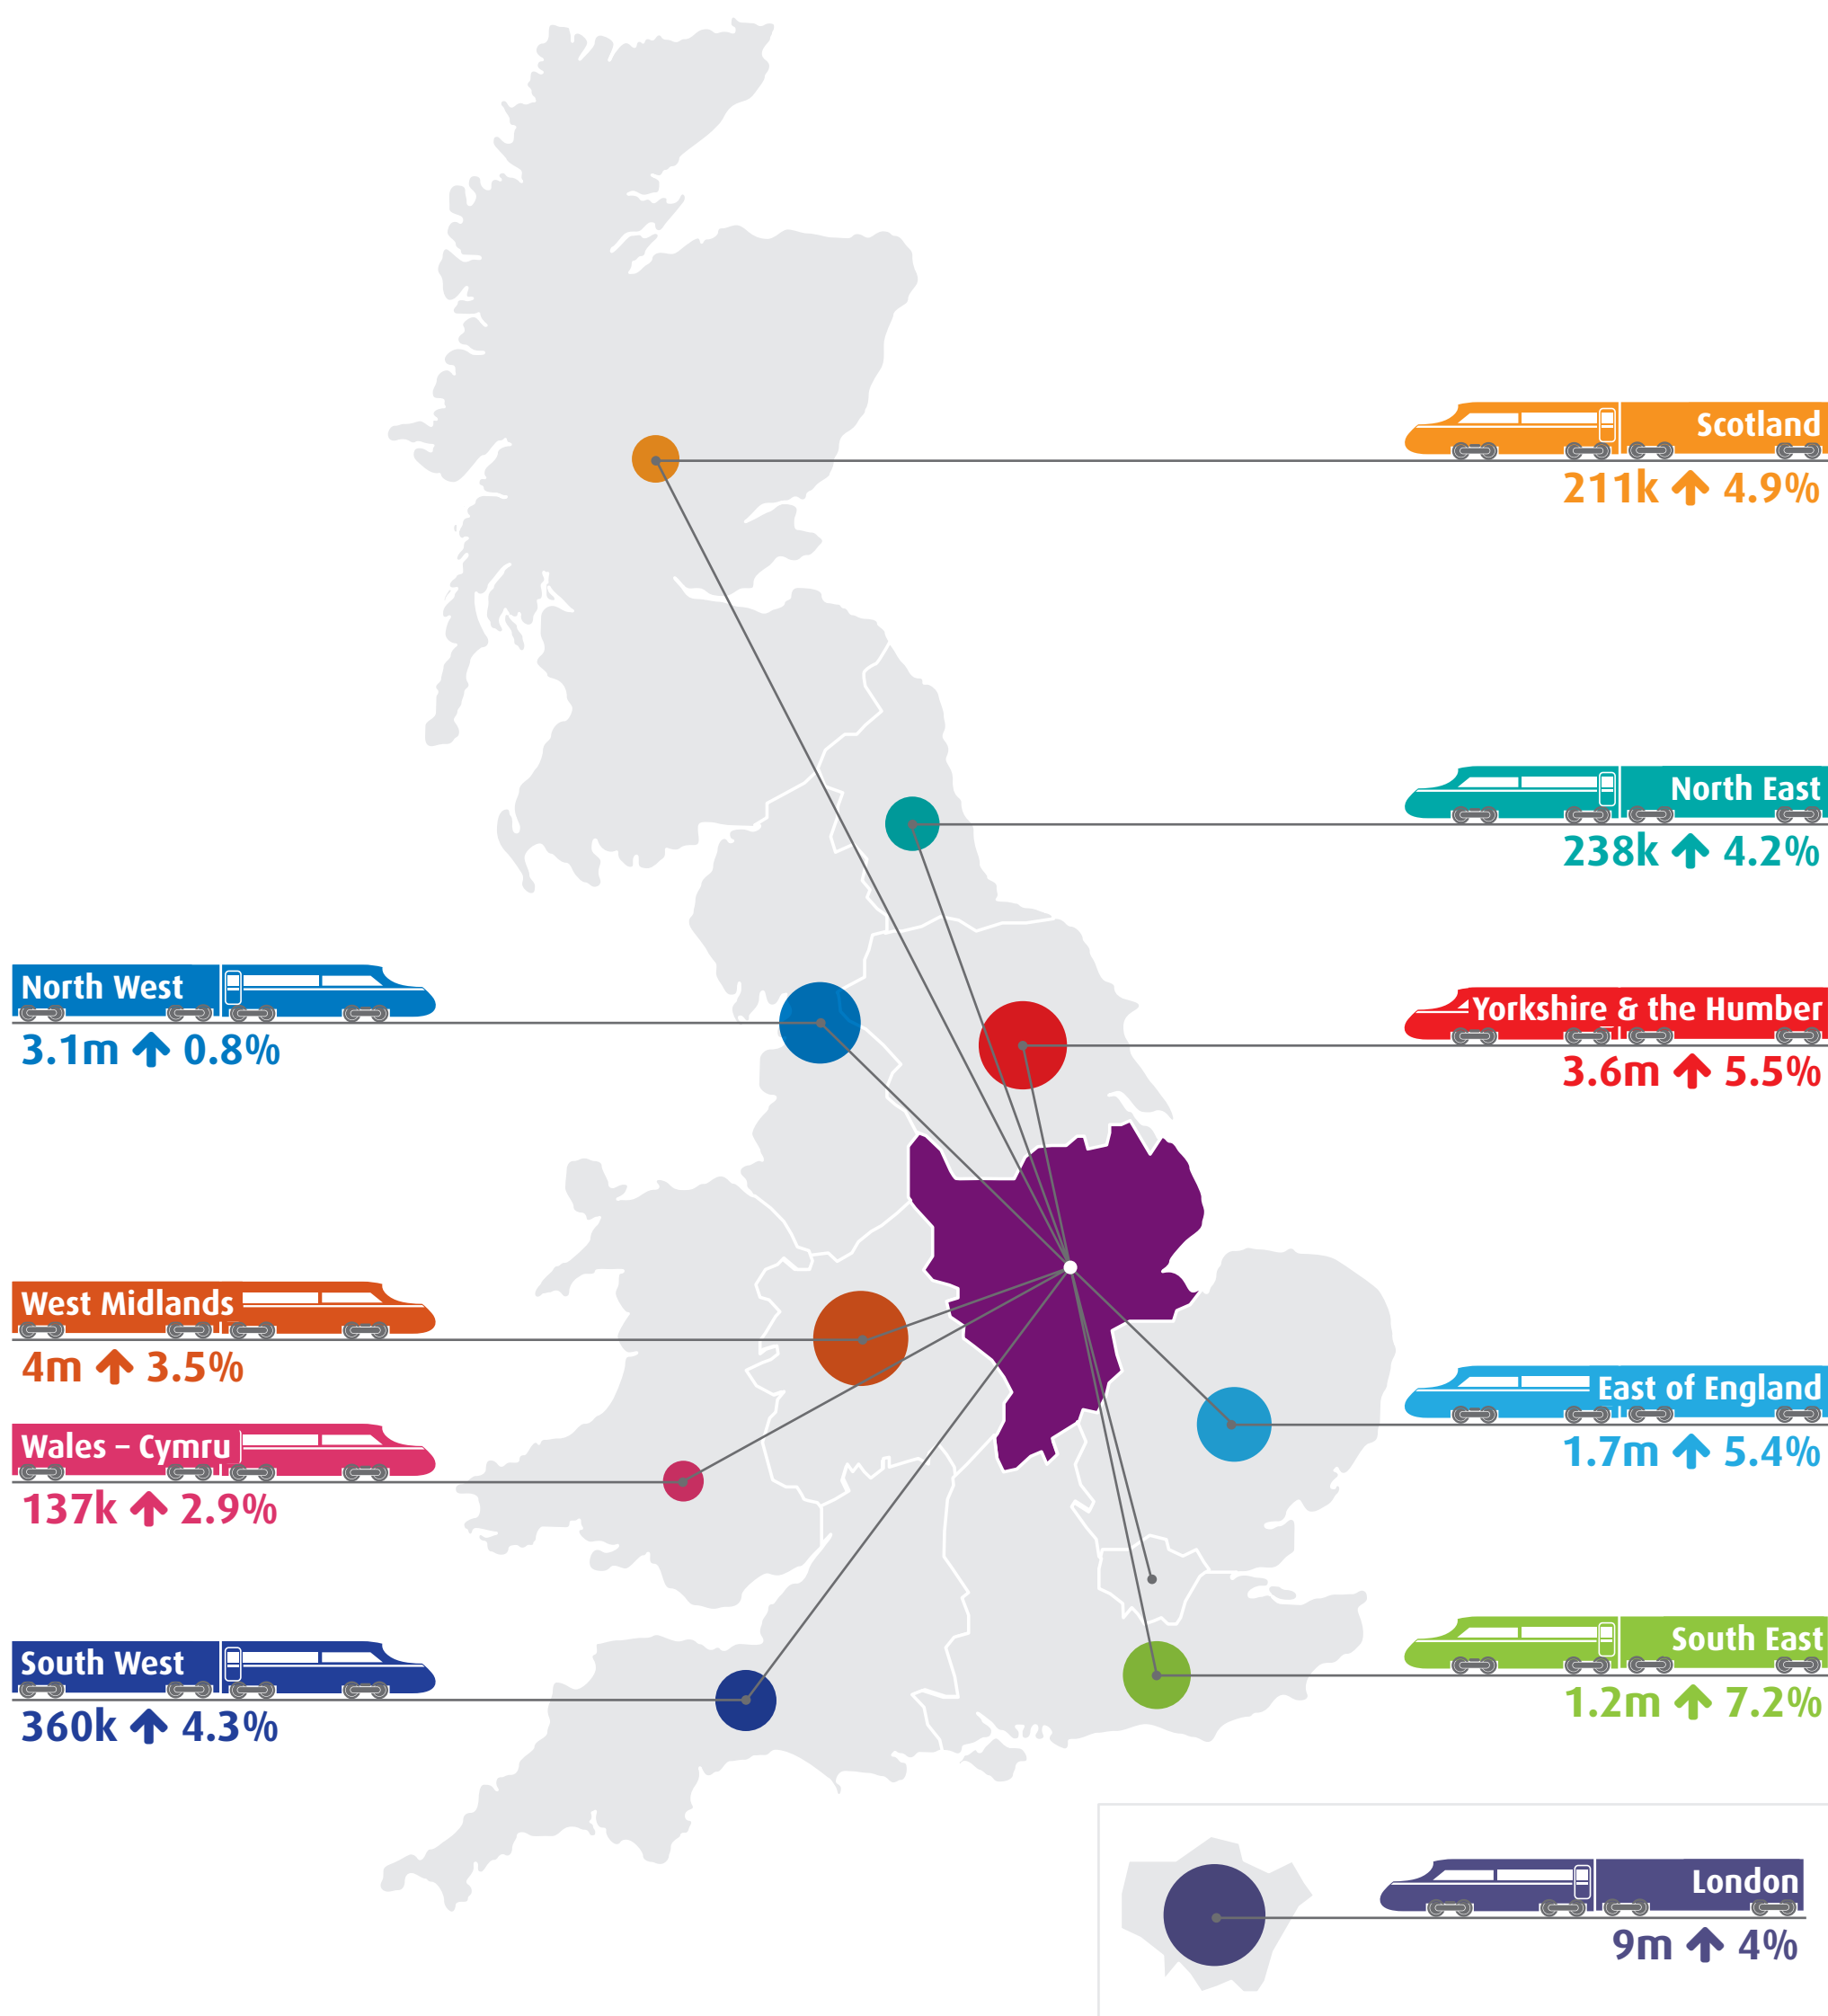 Scotland
211k ↑ 4.9%
North East
238k ↑ 4.2%
North West
3.1m ↑ 0.8%
Yorkshire & the Humber
3.6m ↑ 5.5%
West Midlands
4m ↑ 3.5%
East of England
1.7m ↑ 5.4%
Wales – Cymru
137k ↑ 2.9%
South East
1.2m ↑ 7.2%
South West
360k ↑ 4.3%
London
9m ↑ 4%